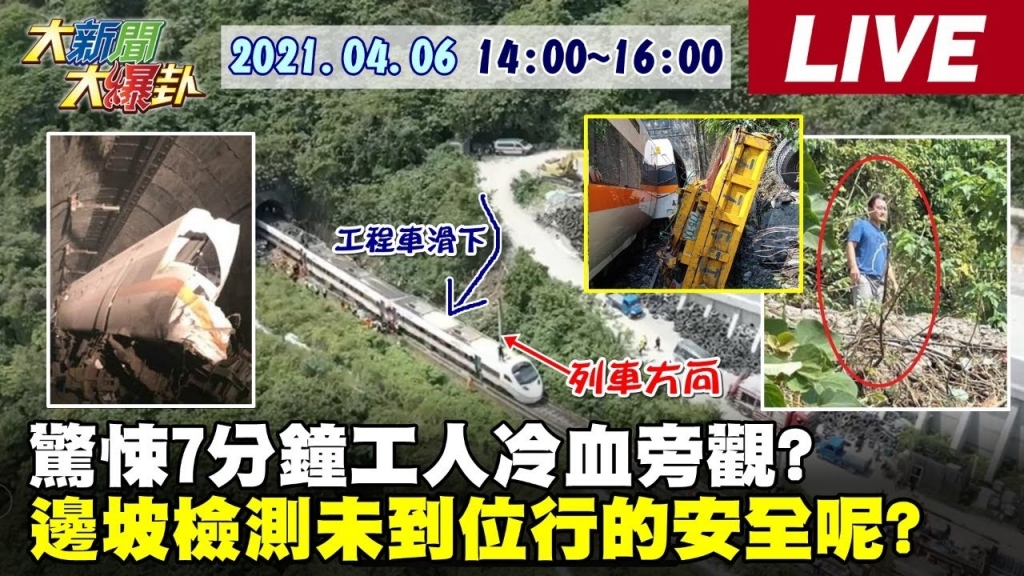 大新聞
大爆卦
2021.04.06 14:00~16:00
LIVE
工程車滑下
列車方向
驚悚7分鐘工人冷血旁觀?
邊坡檢測未到位行的安全呢?